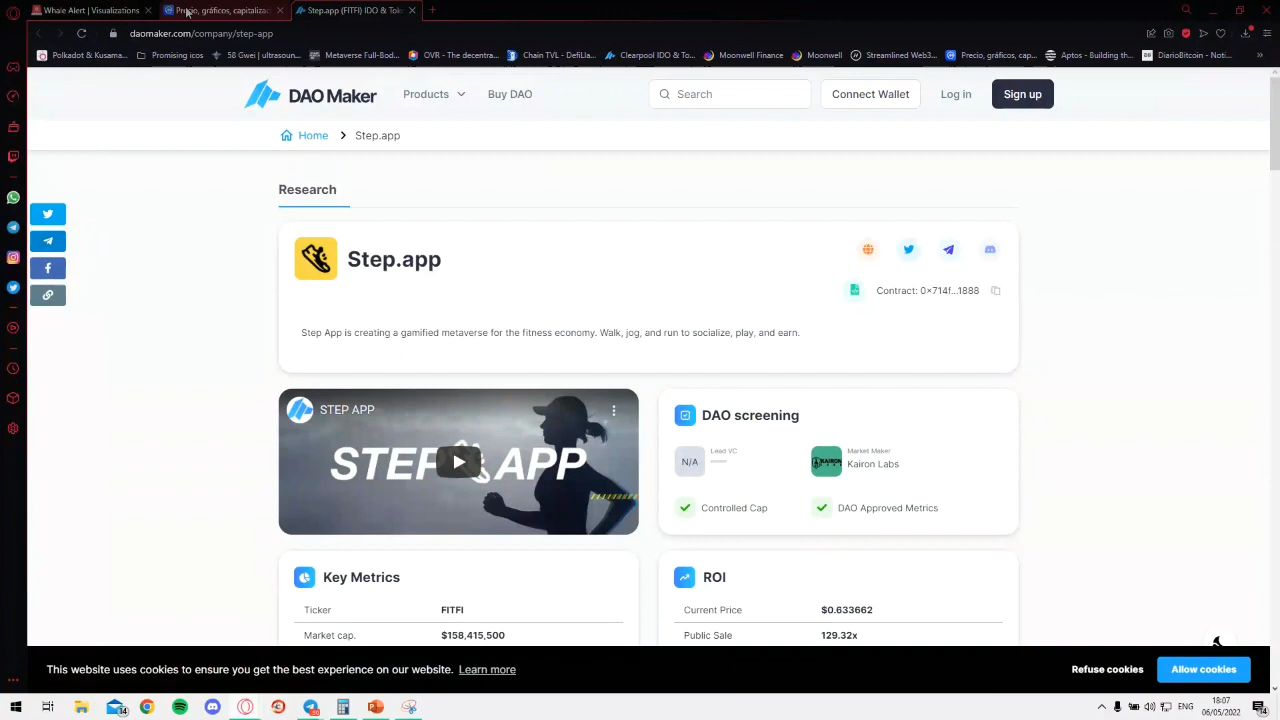 Whale Alert | Visualizations
Precio, gráficos, capitalizac
Step.app (FITFI) IDO & Tok
daomaker.com/company/step-app
Polkadot & Kusama...
Promising icos
58 Gwei | ultrasoun...
Metaverse Full-Bod...
OVR - The decentra...
Chain TVL - DefiLla...
Clearpool IDO & To...
Moonwell Finance
Moonwell
Streamlined Web3...
Precio, gráficos, cap...
Aptos - Building th...
DiarioBitcoin - Noti...
DAO Maker
Products
Buy DAO
Search
Connect Wallet
Log in
Sign up
Home
Step.app
Research
Step.app
Contract: 0x714f...1888
Step App is creating a gamified metaverse for the fitness economy. Walk, jog, and run to socialize, play, and earn.
STEP APP
STEP APP
DAO screening
N/A
Lead VC
KAIRON
Market Maker
Kairon Labs
Controlled Cap
DAO Approved Metrics
Key Metrics
Ticker
FITFI
Market cap.
$158,415,500
ROI
Current Price
$0.633662
Public Sale
129.32x
This website uses cookies to ensure you get the best experience on our website. Learn more
Refuse cookies
Allow cookies
ENG
18:07
06/05/2022